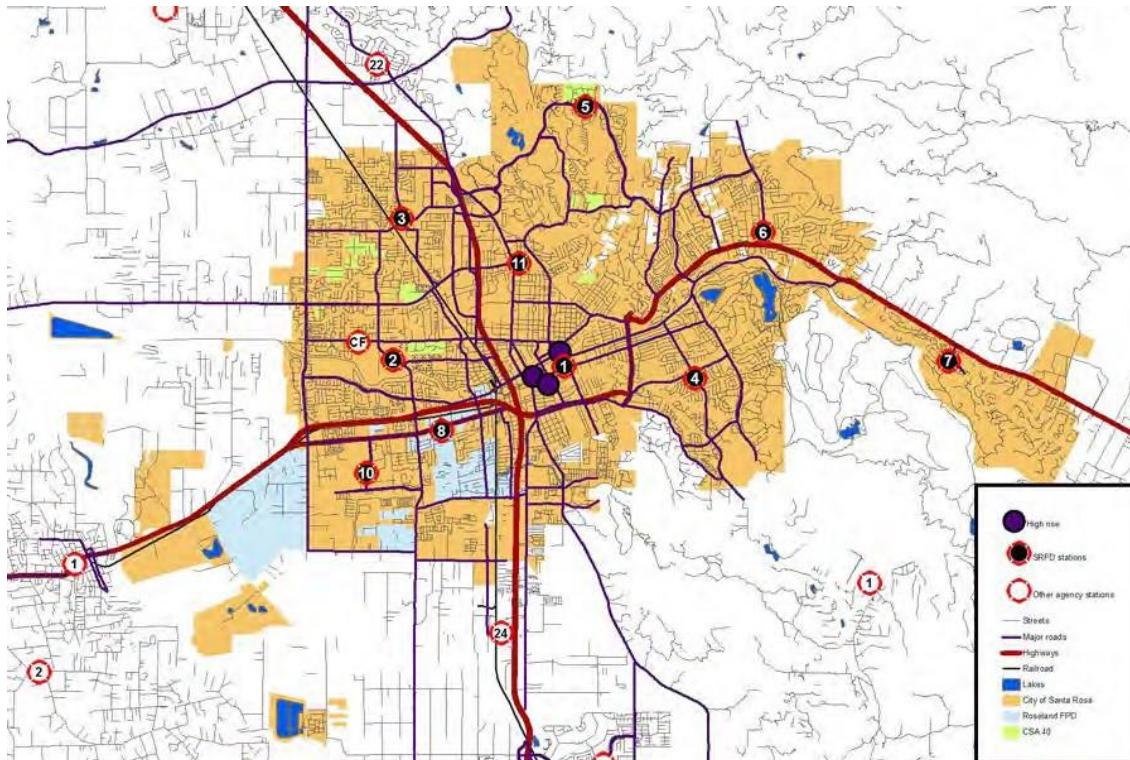 22
5
3
6
11
CF
2
1
7
4
8
10
1
1
24
2
High rise
SRFD stations
Other agency stations
Streets
Major roads
Highways
Railroad
Lakes
City of Santa Rosa
Roseland FPD
CSA 40